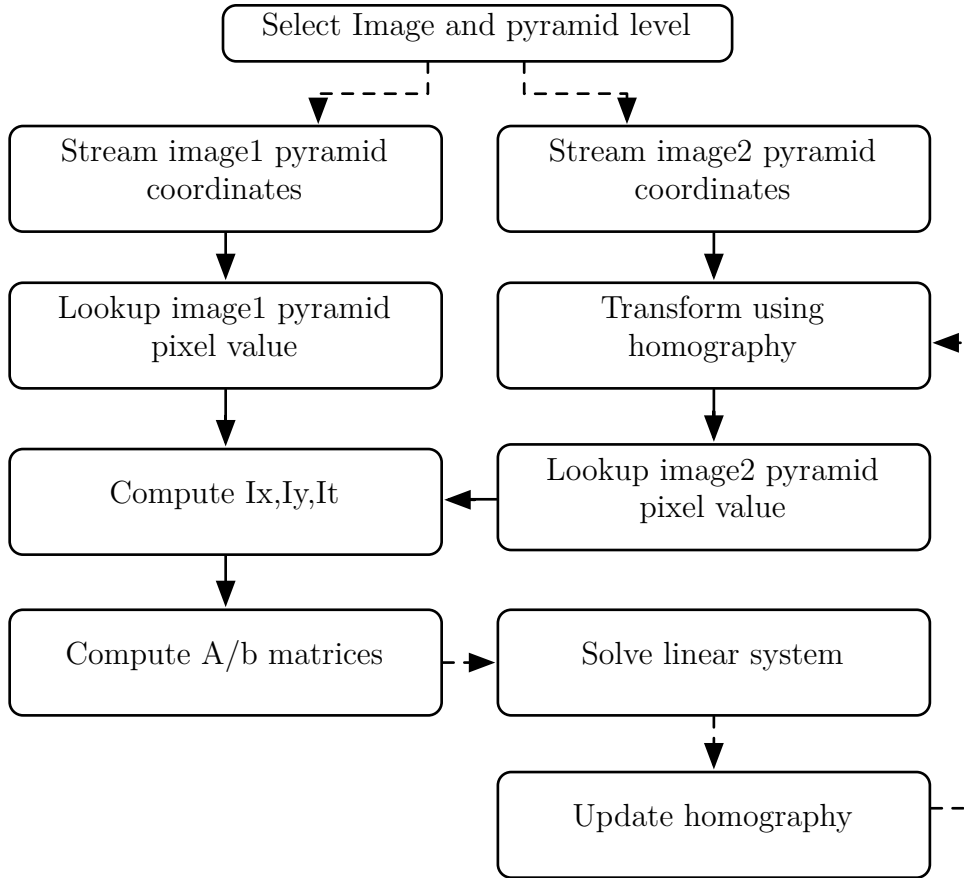 Select Image and pyramid level
Stream image1 pyramid
coordinates
Stream image2 pyramid
coordinates
Lookup image1 pyramid
pixel value
Transform using
homography
Compute Ix,Iy,It
Lookup image2 pyramid
pixel value
Compute A/b matrices
Solve linear system
Update homography